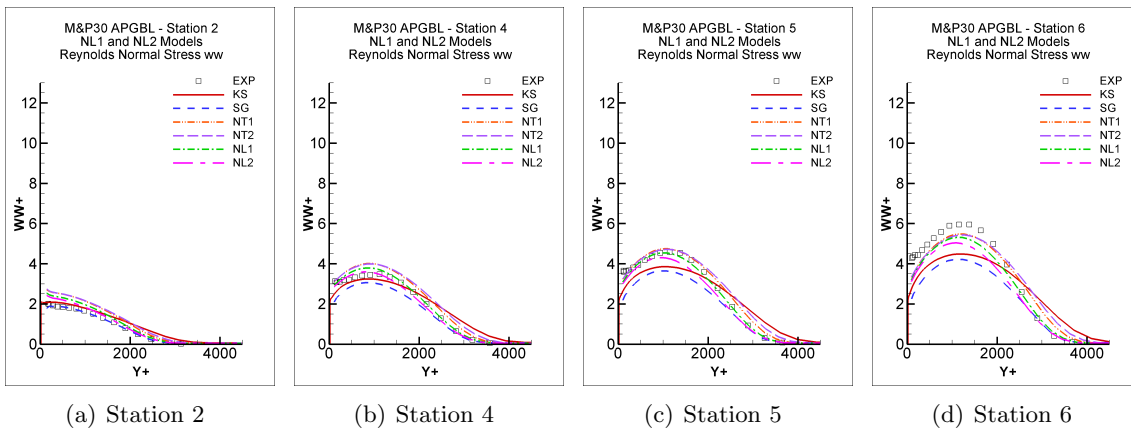 M&P30 APGBL - Station 2
NL1 and NL2 Models
Reynolds Normal Stress ww
EXP
KS
SG
NT1
NT2
NL1
NL2
WW+
12
10
8
6
4
2
0
0
2000
4000
Y+
(a) Station 2
M&P30 APGBL - Station 4
NL1 and NL2 Models
Reynolds Normal Stress ww
EXP
KS
SG
NT1
NT2
NL1
NL2
WW+
12
10
8
6
4
2
0
0
2000
4000
Y+
(b) Station 4
M&P30 APGBL - Station 5
NL1 and NL2 Models
Reynolds Normal Stress ww
EXP
KS
SG
NT1
NT2
NL1
NL2
WW+
12
10
8
6
4
2
0
0
2000
4000
Y+
(c) Station 5
M&P30 APGBL - Station 6
NL1 and NL2 Models
Reynolds Normal Stress ww
EXP
KS
SG
NT1
NT2
NL1
NL2
WW+
12
10
8
6
4
2
0
0
2000
4000
Y+
(d) Station 6